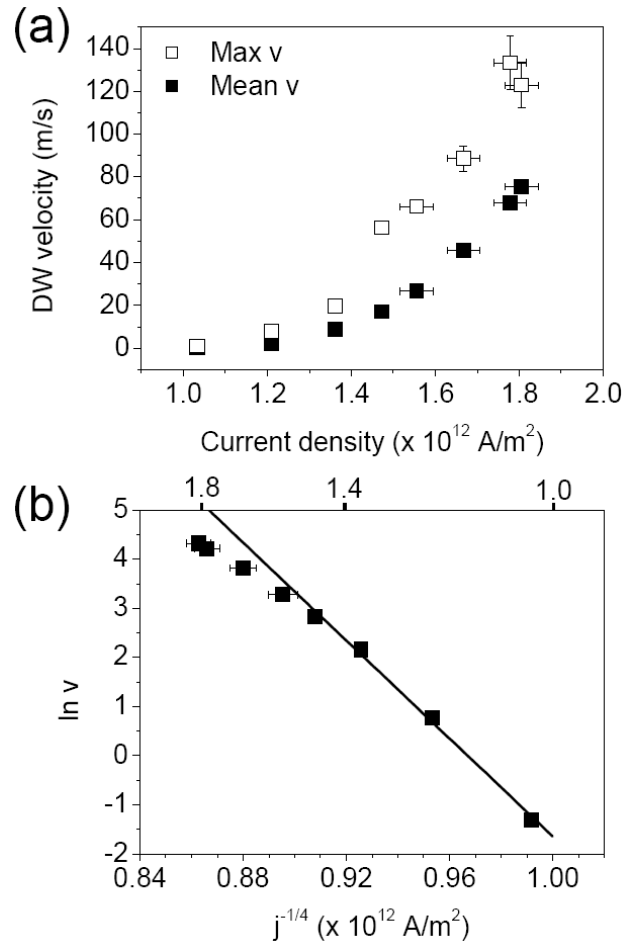 (a)
140
120
100
80
60
40
20
0
DW velocity (m/s)
Max v
Mean v
1.0 1.2 1.4 1.6 1.8 2.0
Current density (x 10¹² A/m²)
(b)
1.8 1.4 1.0
5
4
3
2
1
0
-1
-2
ln v
0.84 0.88 0.92 0.96 1.00
j⁻¹/⁴ (x 10¹² A/m²)